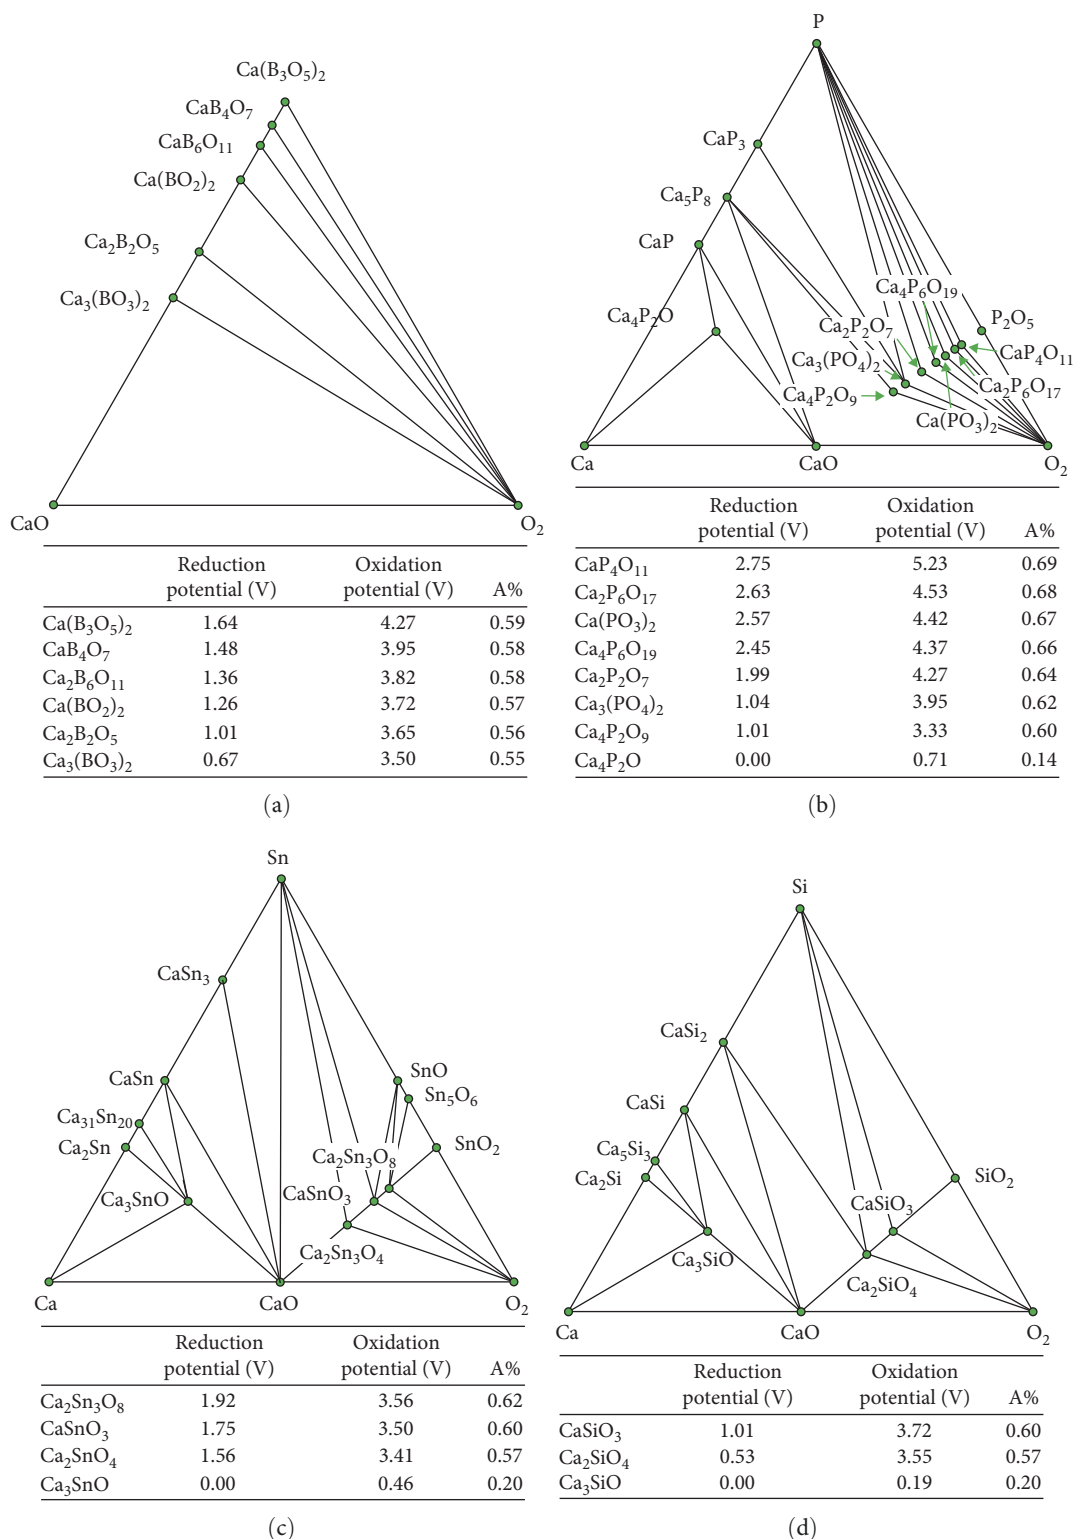 Ca(B₃O₅)₂
CaB₄O₇
CaB₆O₁₁
Ca(BO₂)₂
Ca₂B₂O₅
Ca₃(BO₃)₂
CaO
O₂
Reduction potential (V) Oxidation potential (V) A%
Ca(B₃O₅)₂ 1.64 4.27 0.59
CaB₄O₇ 1.48 3.95 0.58
Ca₂B₆O₁₁ 1.36 3.82 0.58
Ca(BO₂)₂ 1.26 3.72 0.57
Ca₂B₂O₅ 1.01 3.65 0.56
Ca₃(BO₃)₂ 0.67 3.50 0.55
(a)
P
CaP₃
Ca₅P₈
CaP
Ca₄P₂O
Ca₄P₆O₁₉
P₂O₅
Ca₂P₂O₇
CaP₄O₁₁
Ca₃(PO₄)₂
Ca₂P₆O₁₇
Ca₄P₂O₉
Ca(PO₃)₂
Ca
CaO
O₂
Reduction potential (V) Oxidation potential (V) A%
CaP₄O₁₁ 2.75 5.23 0.69
Ca₂P₆O₁₇ 2.63 4.53 0.68
Ca(PO₃)₂ 2.57 4.42 0.67
Ca₄P₆O₁₉ 2.45 4.37 0.66
Ca₂P₂O₇ 1.99 4.27 0.64
Ca₃(PO₄)₂ 1.04 3.95 0.62
Ca₄P₂O₉ 1.01 3.33 0.60
Ca₄P₂O 0.00 0.71 0.14
(b)
Sn
CaSn₃
CaSn
SnO
Sn₅O₆
Ca₃₁Sn₂₀
Ca₂Sn
SnO₂
Ca₂Sn₃O₈
CaSnO₃
Ca₃SnO
Ca₂Sn₃O₄
Ca
CaO
O₂
Reduction potential (V) Oxidation potential (V) A%
Ca₂Sn₃O₈ 1.92 3.56 0.62
CaSnO₃ 1.75 3.50 0.60
Ca₂SnO₄ 1.56 3.41 0.57
Ca₃SnO 0.00 0.46 0.20
(c)
Si
CaSi₂
CaSi
Ca₅Si₃
Ca₂Si
SiO₂
CaSiO₃
Ca₃SiO
Ca₂SiO₄
Ca
CaO
O₂
Reduction potential (V) Oxidation potential (V) A%
CaSiO₃ 1.01 3.72 0.60
Ca₂SiO₄ 0.53 3.55 0.57
Ca₃SiO 0.00 0.19 0.20
(d)